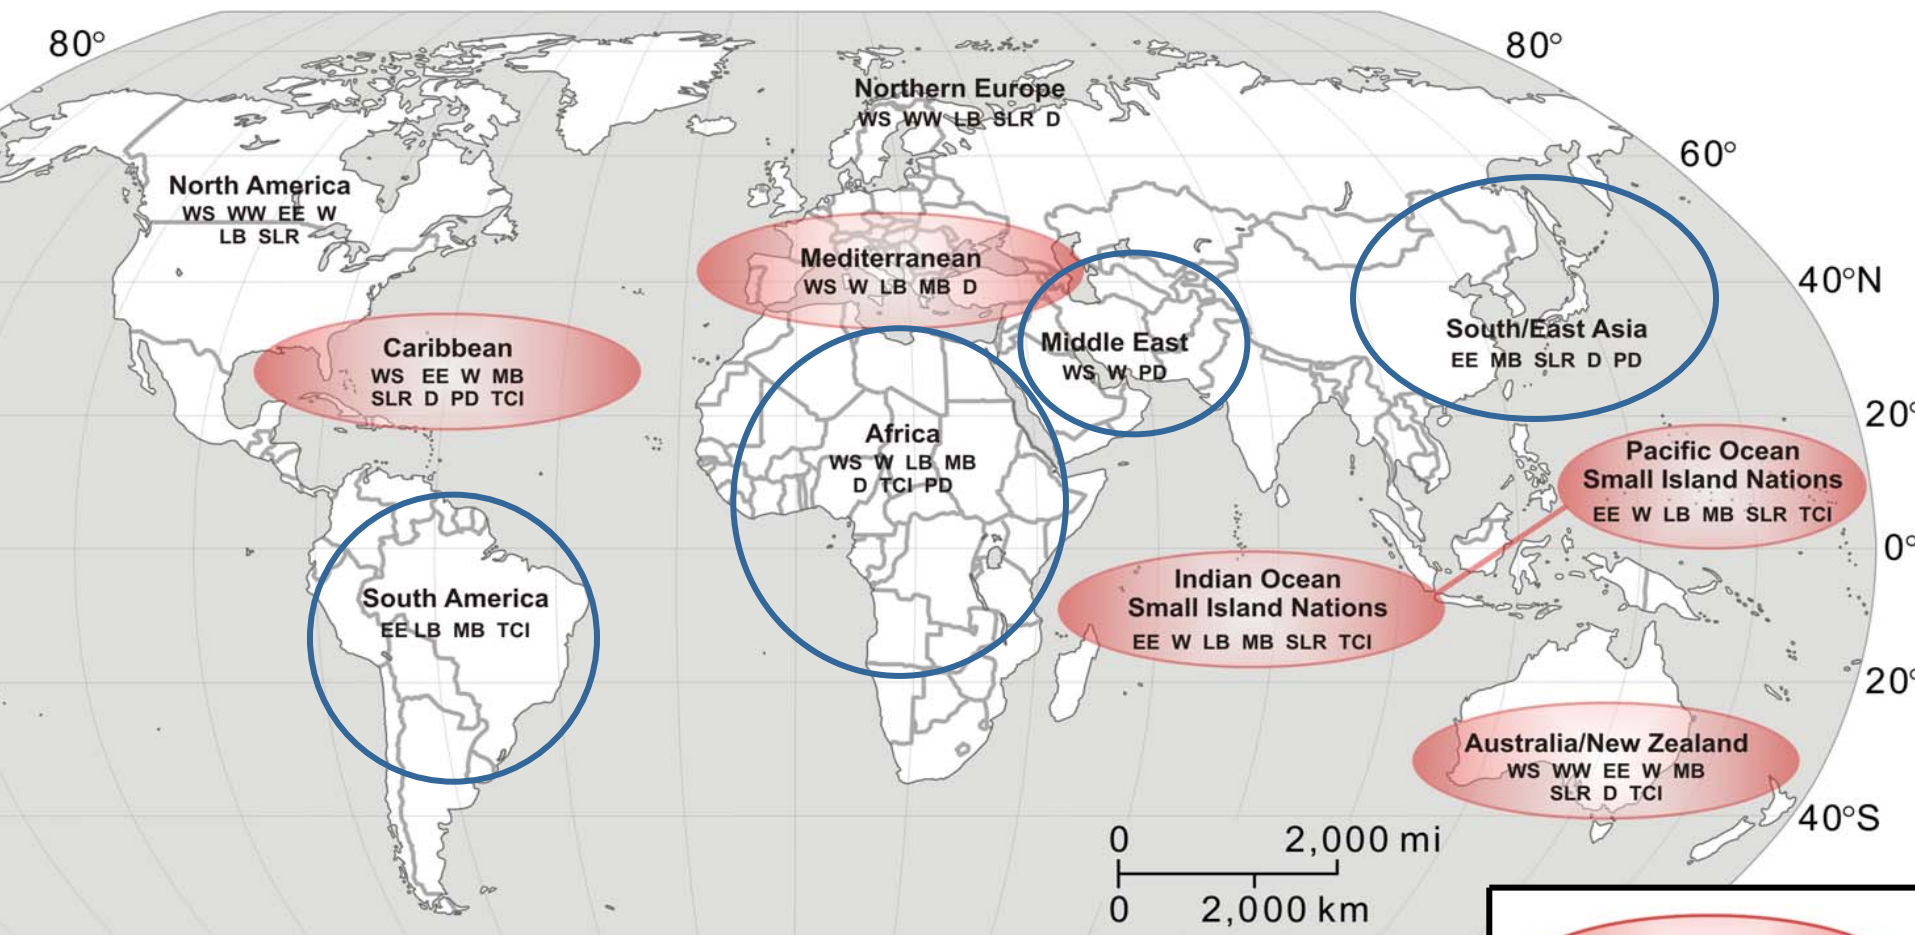 80°
80°
Northern Europe
WS WW LB SLR D
60°
North America
WS WW EE W
LB SLR
Mediterranean
WS W LB MB D
40°N
Caribbean
WS EE W MB
SLR D PD TCI
Middle East
WS W PD
South/East Asia
EE MB SLR D PD
20°
Africa
WS W LB MB
D TCI PD
Pacific Ocean
Small Island Nations
EE W LB MB SLR TCI
0°
Indian Ocean
Small Island Nations
EE W LB MB SLR TCI
South America
EE LB MB TCI
20°
Australia/New Zealand
WS WW EE W MB
SLR D TCI
40°S
0 2,000 mi
0 2,000 km